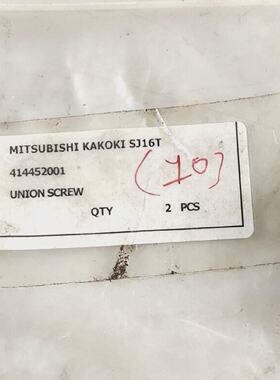 MITSUBISHI KAKOKI SJ16T
414452001
(10)
UNION SCREW
QTY 2 PCS